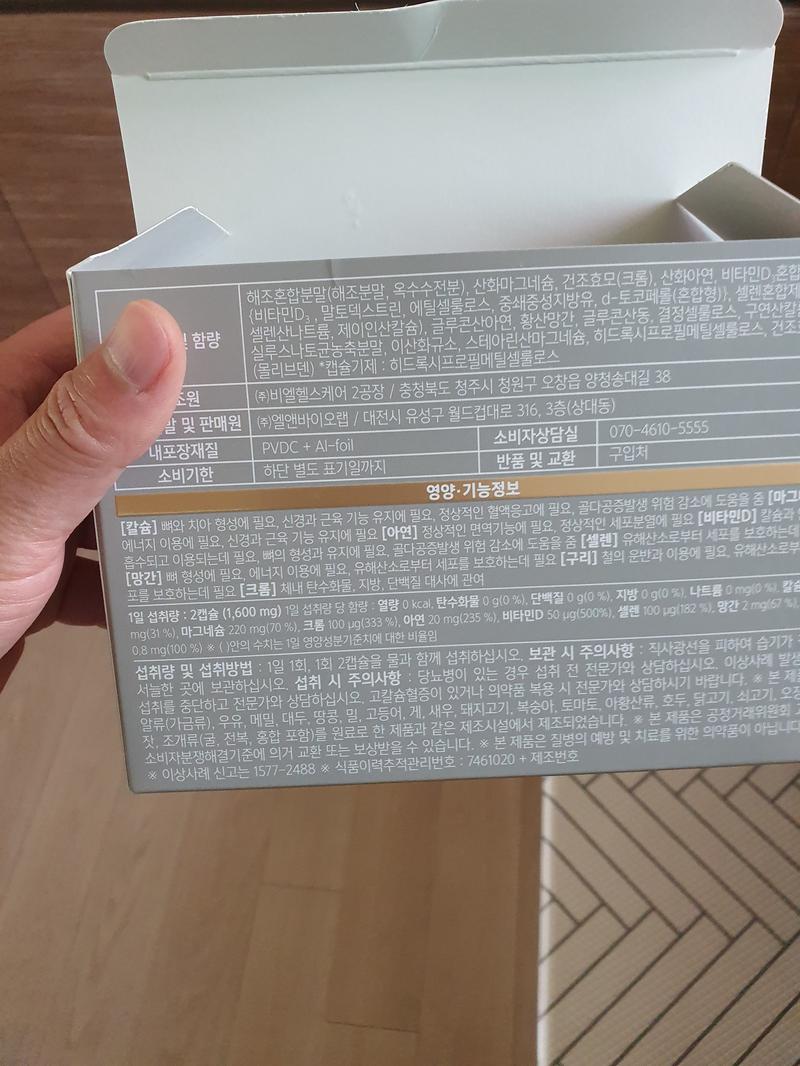 및 함량
해조혼합분말(해조분말, 옥수수전분), 산화마그네슘, 건조효모(크롬), 산화아연, 비타민D₃혼합
{비타민D₃, 말토덱스트린, 에틸셀룰로스, 중쇄중성지방유, d-토코페롤(혼합형)}, 셀렌혼합제
셀렌산나트륨, 제이인산칼슘), 글루콘산아연, 황산망간, 글루콘산동, 결정셀룰로스, 구연산칼
실루스나토균농축분말, 이산화규소, 스테아린산마그네슘, 히드록시프로필메틸셀룰로스, 건
(몰리브덴) *캡슐기제 : 히드록시프로필메틸셀룰로스
조원 ㈜비엘헬스케어 2공장 / 충청북도 청주시 청원구 오창읍 양청송대길 38
및 판매원 ㈜엘앤바이오랩 / 대전시 유성구 월드컵대로 316, 3층(상대동)
내포장재질 PVDC + Al-foil 소비자상담실 070-4610-5555
소비기한 하단 별도 표기일까지 반품 및 교환 구입처
영양·기능정보
[칼슘] 뼈와 치아 형성에 필요, 신경과 근육 기능 유지에 필요, 정상적인 혈액응고에 필요, 골다공증발생 위험 감소에 도움을 줌 [마그
에너지 이용에 필요, 신경과 근육 기능 유지에 필요 [아연] 정상적인 면역기능에 필요, 정상적인 세포분열에 필요 [비타민D] 칼슘과
흡수되고 이용되는데 필요, 뼈의 형성과 유지에 필요, 골다공증발생 위험 감소에 도움을 줌 [셀렌] 유해산소로부터 세포를 보호하는데
[망간] 뼈 형성에 필요, 에너지 이용에 필요, 유해산소로부터 세포를 보호하는데 필요 [구리] 철의 운반과 이용에 필요, 유해산소로부
포를 보호하는데 필요 [크롬] 체내 탄수화물, 지방, 단백질 대사에 관여
1일 섭취량 : 2캡슐 (1,600 mg) 1일 섭취량 당 함량 : 열량 0 kcal, 탄수화물 0 g(0 %), 단백질 0 g(0 %), 지방 0 g(0 %), 나트륨 0 mg(0 %), 칼슘
mg(31 %), 마그네슘 220 mg(70 %), 크롬 100 μg(333 %), 아연 20 mg(235 %), 비타민D 50 μg(500%), 셀렌 100 μg(182 %), 망간 2 mg(67 %),
0.8 mg(100 %) ※ ( )안의 수치는 1일 영양성분기준치에 대한 비율임
섭취량 및 섭취방법 : 1일 1회, 1회 2캡슐을 물과 함께 섭취하십시오. 보관 시 주의사항 : 직사광선을 피하여 습기가
서늘한 곳에 보관하십시오. 섭취 시 주의사항 : 당뇨병이 있는 경우 섭취 전 전문가와 상담하십시오. 이상사례 발생
섭취를 중단하고 전문가와 상담하십시오. 고칼슘혈증이 있거나 의약품 복용 시 전문가와 상담하시기 바랍니다. ※ 본 제품
알류(가금류), 우유, 메밀, 대두, 땅콩, 밀, 고등어, 게, 새우, 돼지고기, 복숭아, 토마토, 아황산류, 호두, 닭고기, 쇠고기, 오징
잣, 조개류(굴, 전복, 홍합 포함)를 원료로 한 제품과 같은 제조시설에서 제조되었습니다. ※ 본 제품은 공정거래위원회 고
소비자분쟁해결기준에 의거 교환 또는 보상받을 수 있습니다. ※ 본 제품은 질병의 예방 및 치료를 위한 의약품이 아닙니다
※ 이상사례 신고는 1577-2488 ※ 식품이력추적관리번호 : 7461020 + 제조번호